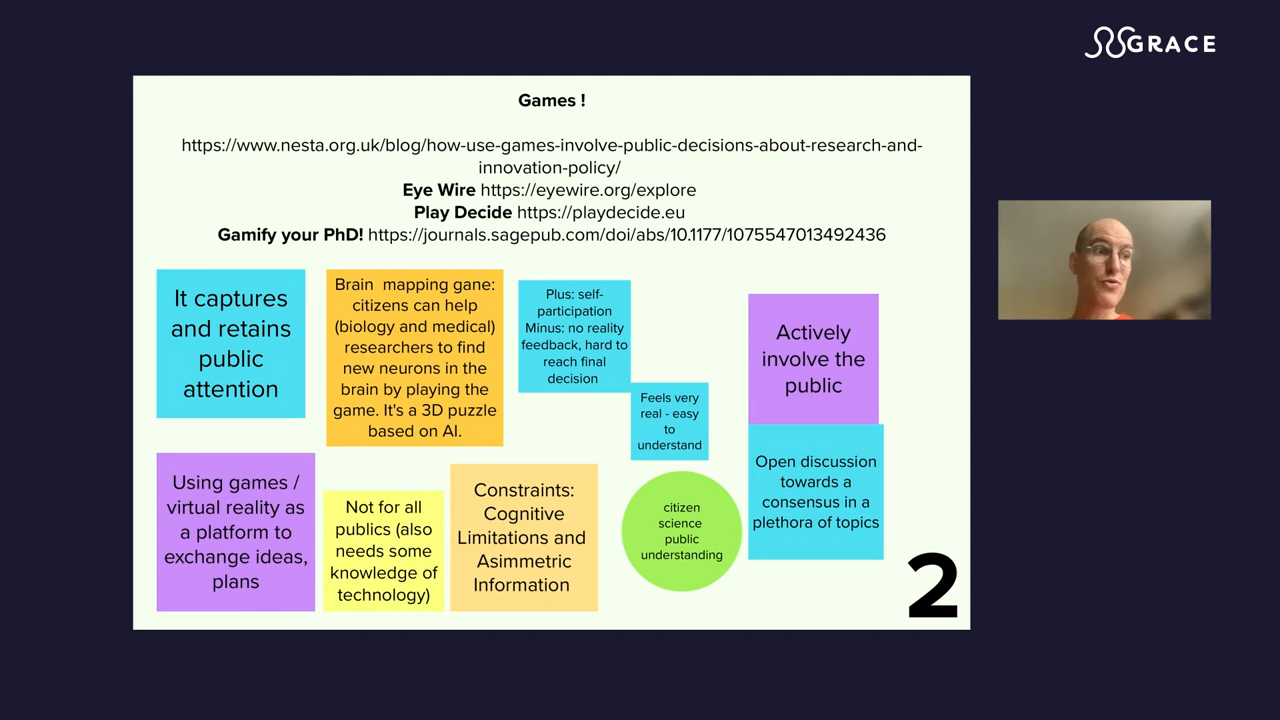 GRACE
Games !
https://www.nesta.org.uk/blog/how-use-games-involve-public-decisions-about-research-and-
innovation-policy/
Eye Wire https://eyewire.org/explore
Play Decide https://playdecide.eu
Gamify your PhD! https://journals.sagepub.com/doi/abs/10.1177/1075547013492436
It captures
and retains
public
attention
Brain mapping gane:
citizens can help
(biology and medical)
researchers to find
new neurons in the
brain by playing the
game. It's a 3D puzzle
based on AI.
Plus: self-
participation
Minus: no reality
feedback, hard to
reach final
decision
Feels very
real - easy
to
understand
Actively
involve the
public
Using games /
virtual reality as
a platform to
exchange ideas,
plans
Not for all
publics (also
needs some
knowledge of
technology)
Constraints:
Cognitive
Limitations and
Asimmetric
Information
citizen
science
public
understanding
Open discussion
towards a
consensus in a
plethora of topics
2